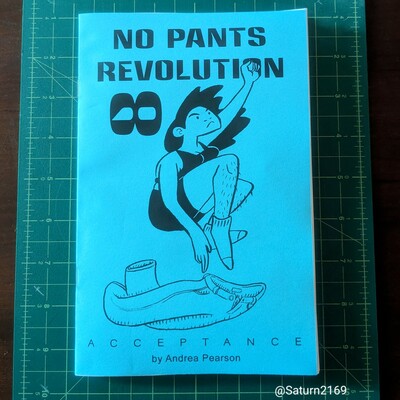 NO PANTS
REVOLUTION
8
ACCEPTANCE
by Andrea Pearson
@Saturn2169